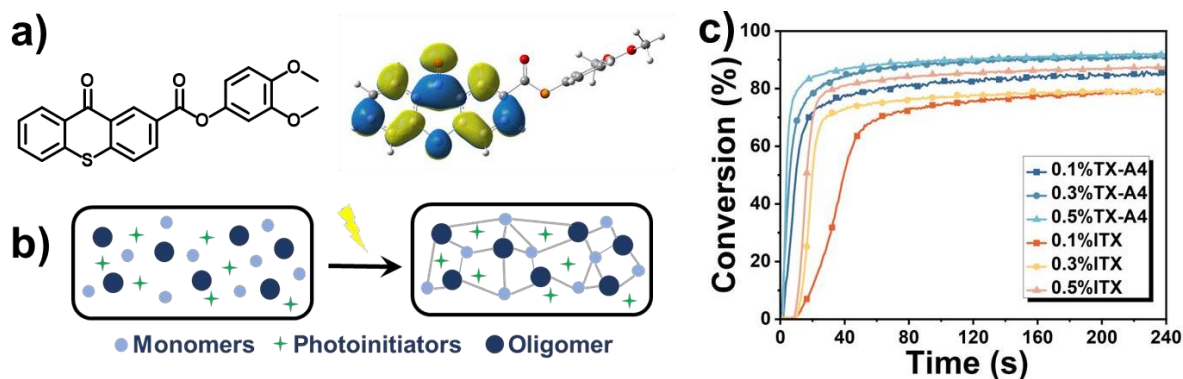 a)
O
O
O
O
O
S
b)
Monomers Photoinitiators Oligomer
c)
Conversion (%)
100
80
60
40
20
0
0.1%TX-A4
0.3%TX-A4
0.5%TX-A4
0.1%ITX
0.3%ITX
0.5%ITX
0 40 80 120 160 200 240
Time (s)